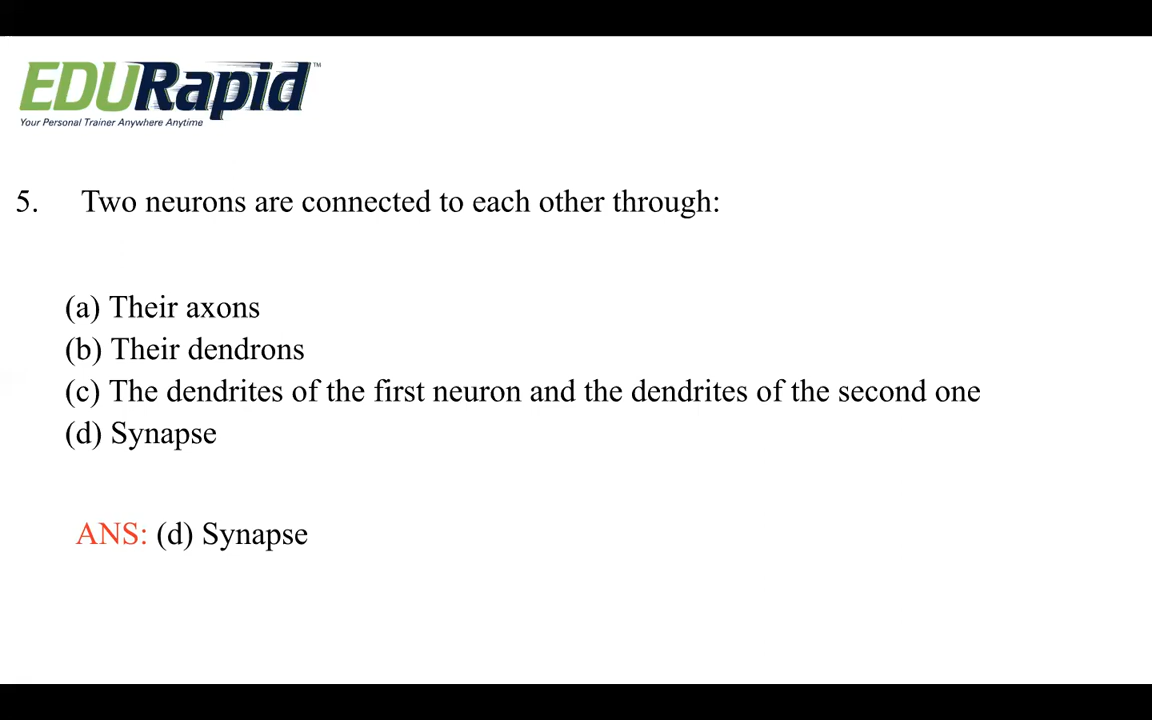 EDURapid™
Your Personal Trainer Anywhere Anytime
5. Two neurons are connected to each other through:
(a) Their axons
(b) Their dendrons
(c) The dendrites of the first neuron and the dendrites of the second one
(d) Synapse
ANS: (d) Synapse